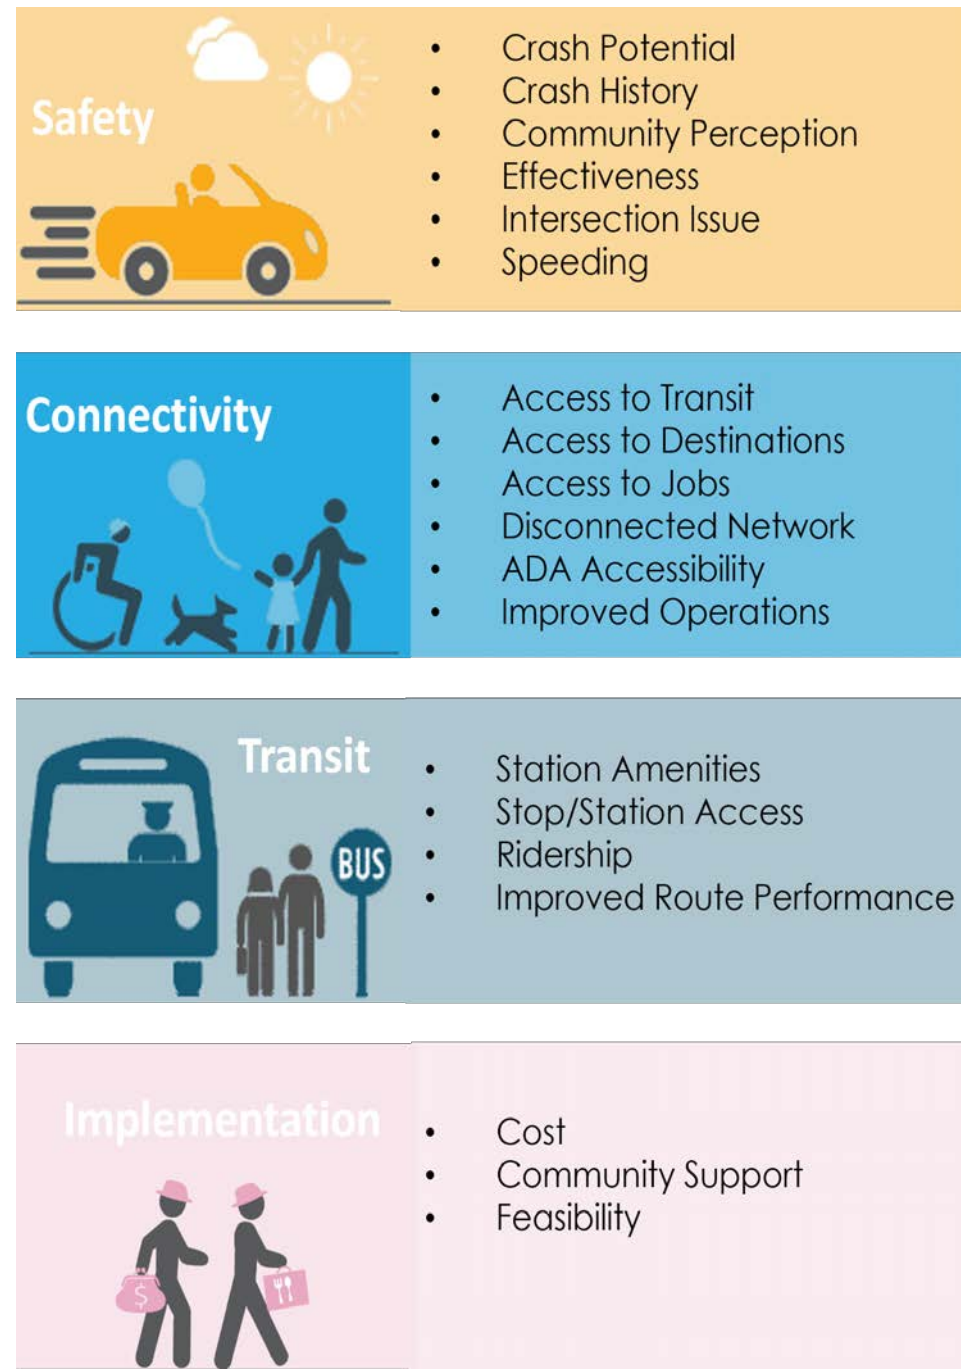 Safety
• Crash Potential
• Crash History
• Community Perception
• Effectiveness
• Intersection Issue
• Speeding
Connectivity
• Access to Transit
• Access to Destinations
• Access to Jobs
• Disconnected Network
• ADA Accessibility
• Improved Operations
Transit
BUS
• Station Amenities
• Stop/Station Access
• Ridership
• Improved Route Performance
Implementation
$
• Cost
• Community Support
• Feasibility